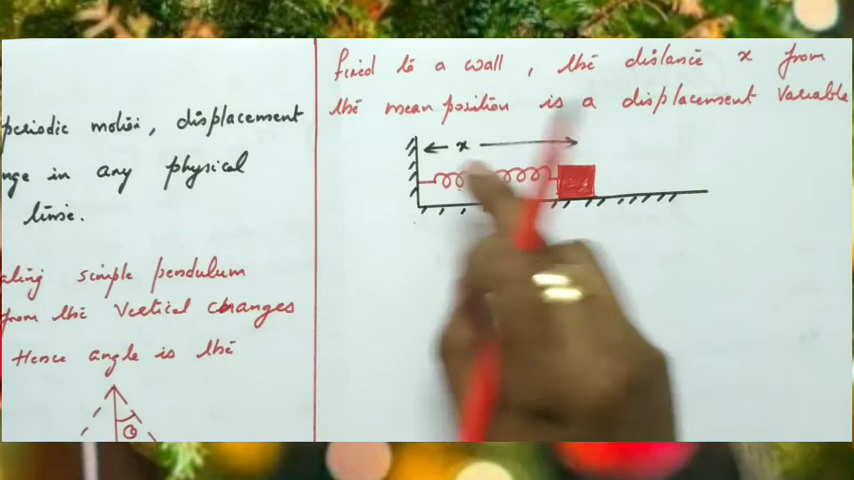 periodic motion, displacement
nge in any physical
time.
ating simple pendulum
from the vertical changes
Hence angle is the
θ
fixed to a wall, the distance x from
the mean position is a displacement variable
x